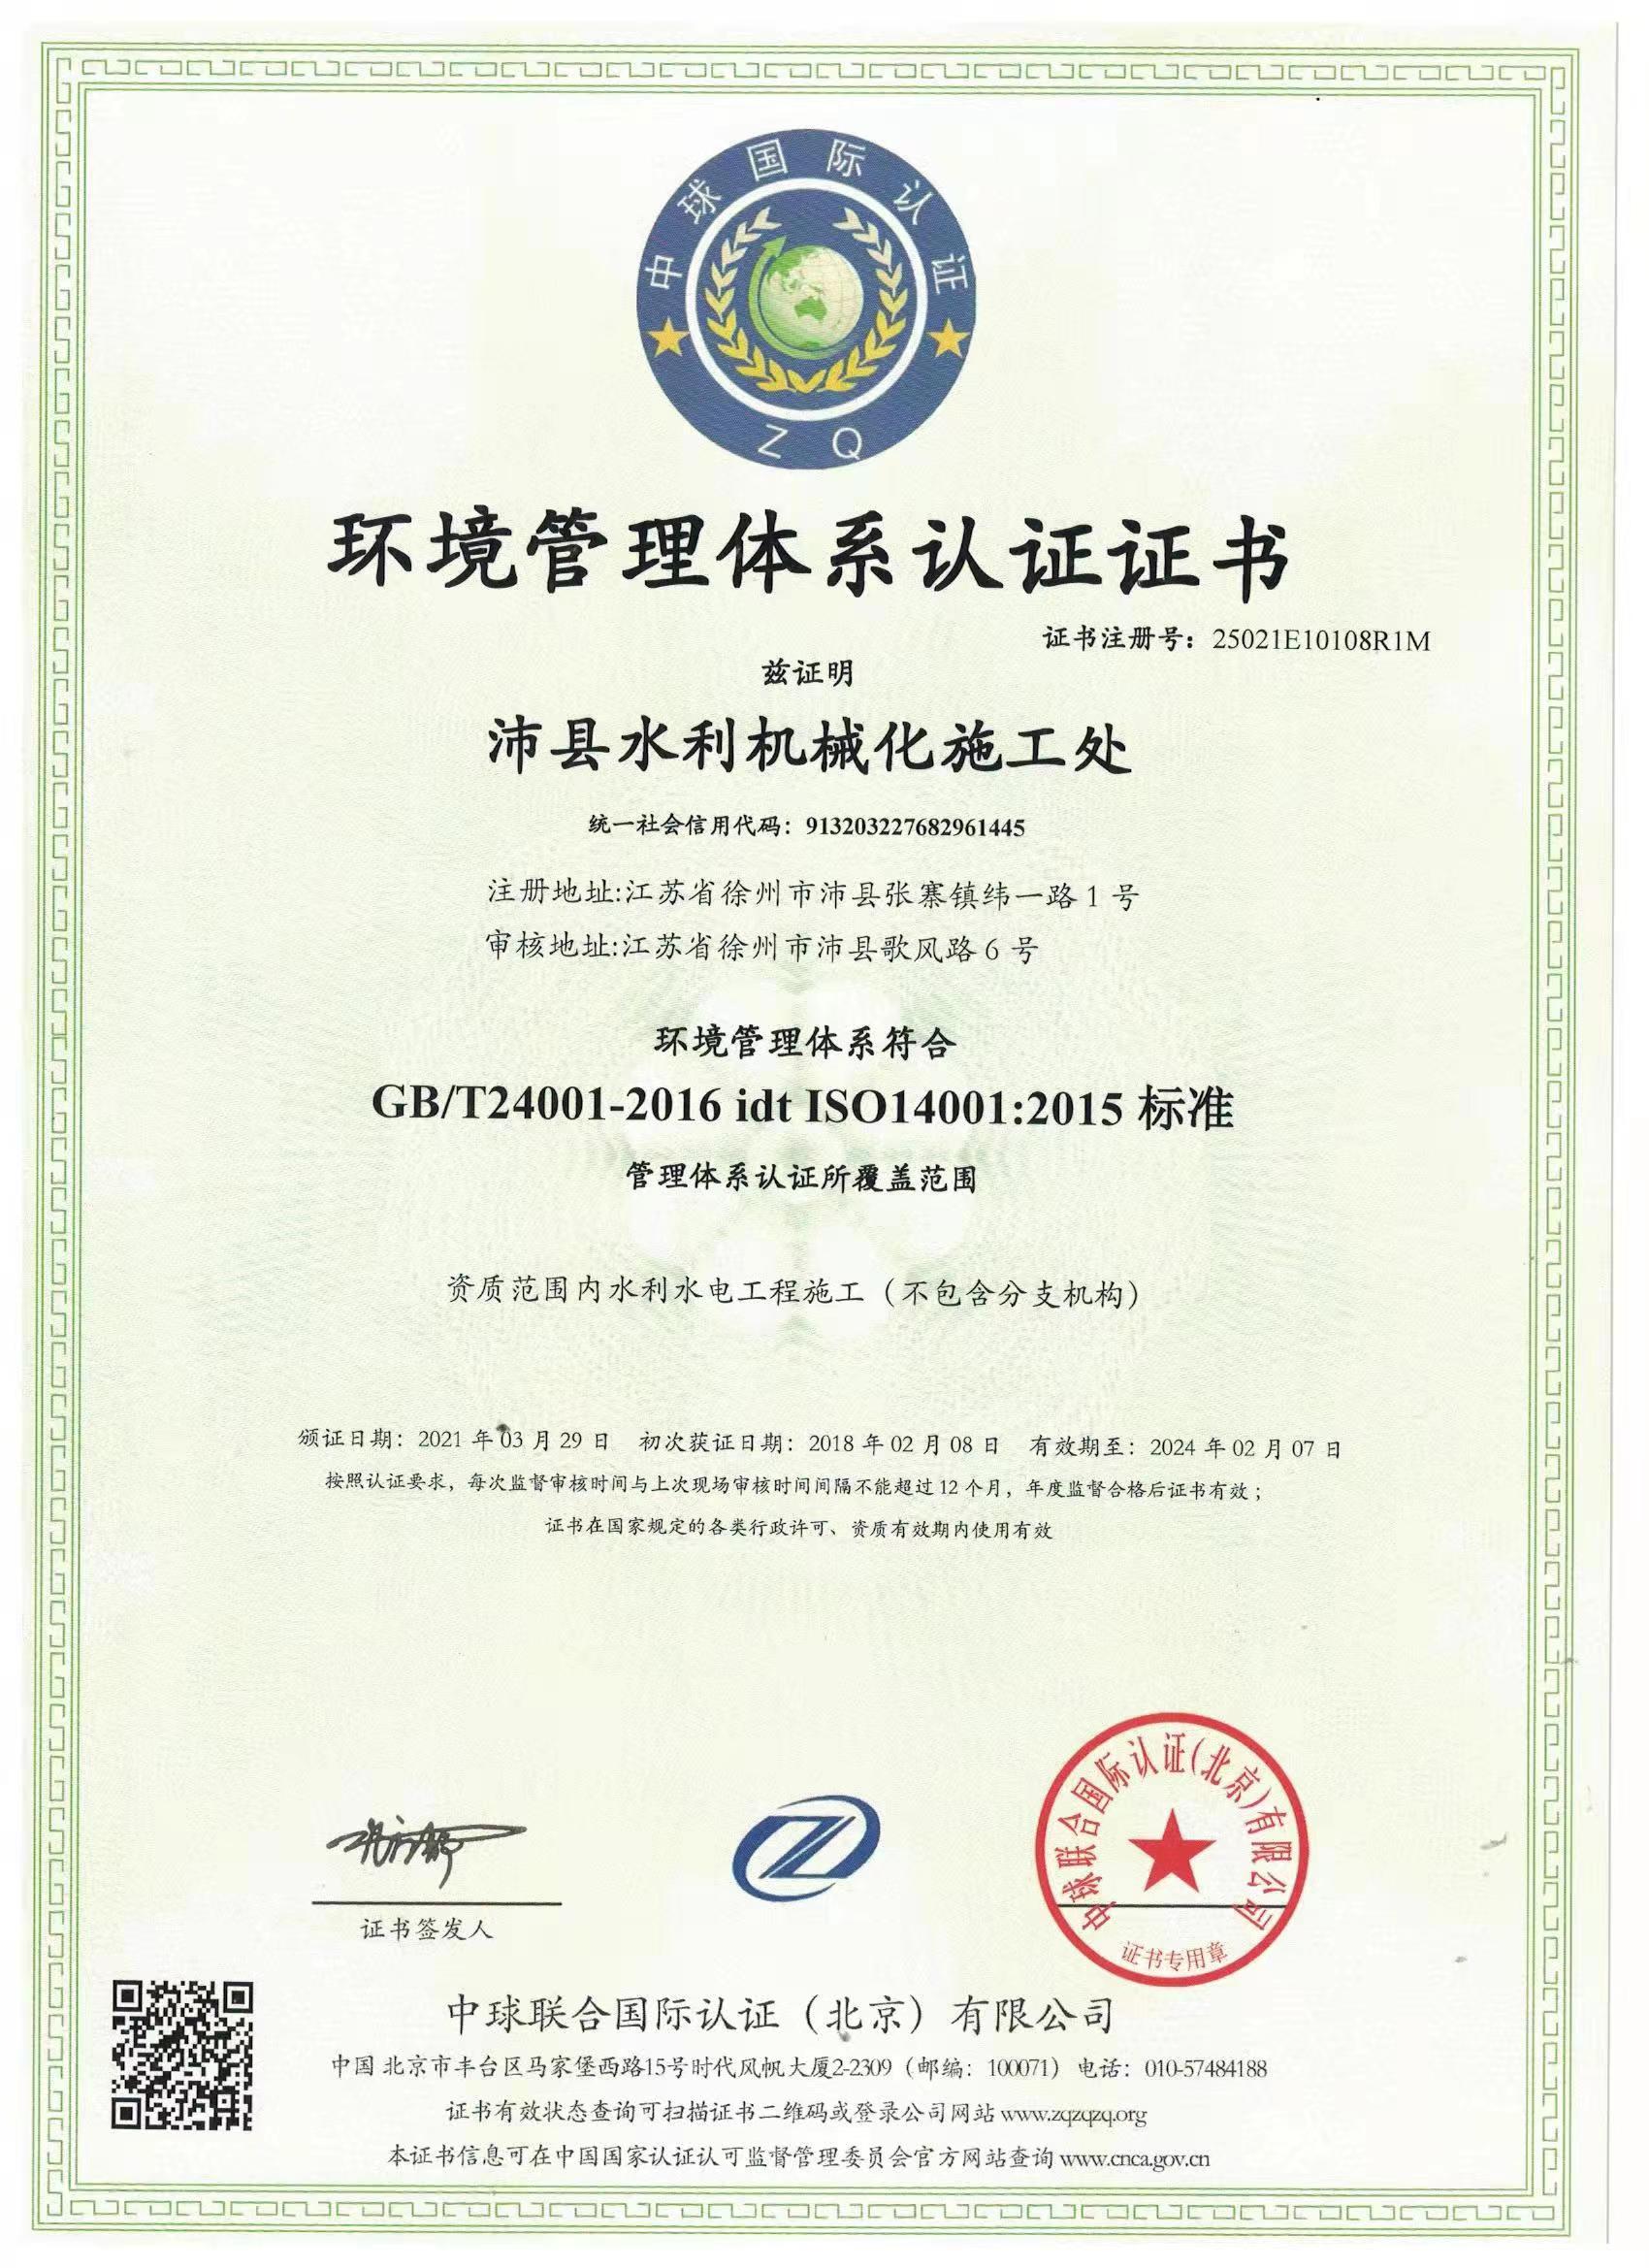 中球国际认证
ZQ
环境管理体系认证证书
证书注册号：25021E10108R1M
兹证明
沛县水利机械化施工处
统一社会信用代码：913203227682961445
注册地址:江苏省徐州市沛县张寨镇纬一路1号
审核地址:江苏省徐州市沛县歌风路6号
环境管理体系符合
GB/T24001-2016 idt ISO14001:2015 标准
管理体系认证所覆盖范围
资质范围内水利水电工程施工（不包含分支机构）
颁证日期：2021 年 03 月 29 日 初次获证日期：2018 年 02 月 08 日 有效期至：2024 年 02 月 07 日
按照认证要求，每次监督审核时间与上次现场审核时间间隔不能超过 12 个月，年度监督合格后证书有效；
证书在国家规定的各类行政许可、资质有效期内使用有效
中球联合国际认证(北京)有限公司
证书专用章
证书签发人
中球联合国际认证（北京）有限公司
中国 北京市丰台区马家堡西路15号时代风帆大厦2-2309（邮编：100071）电话：010-57484188
证书有效状态查询可扫描证书二维码或登录公司网站 www.zqzqzq.org
本证书信息可在中国国家认证认可监督管理委员会官方网站查询 www.cnca.gov.cn